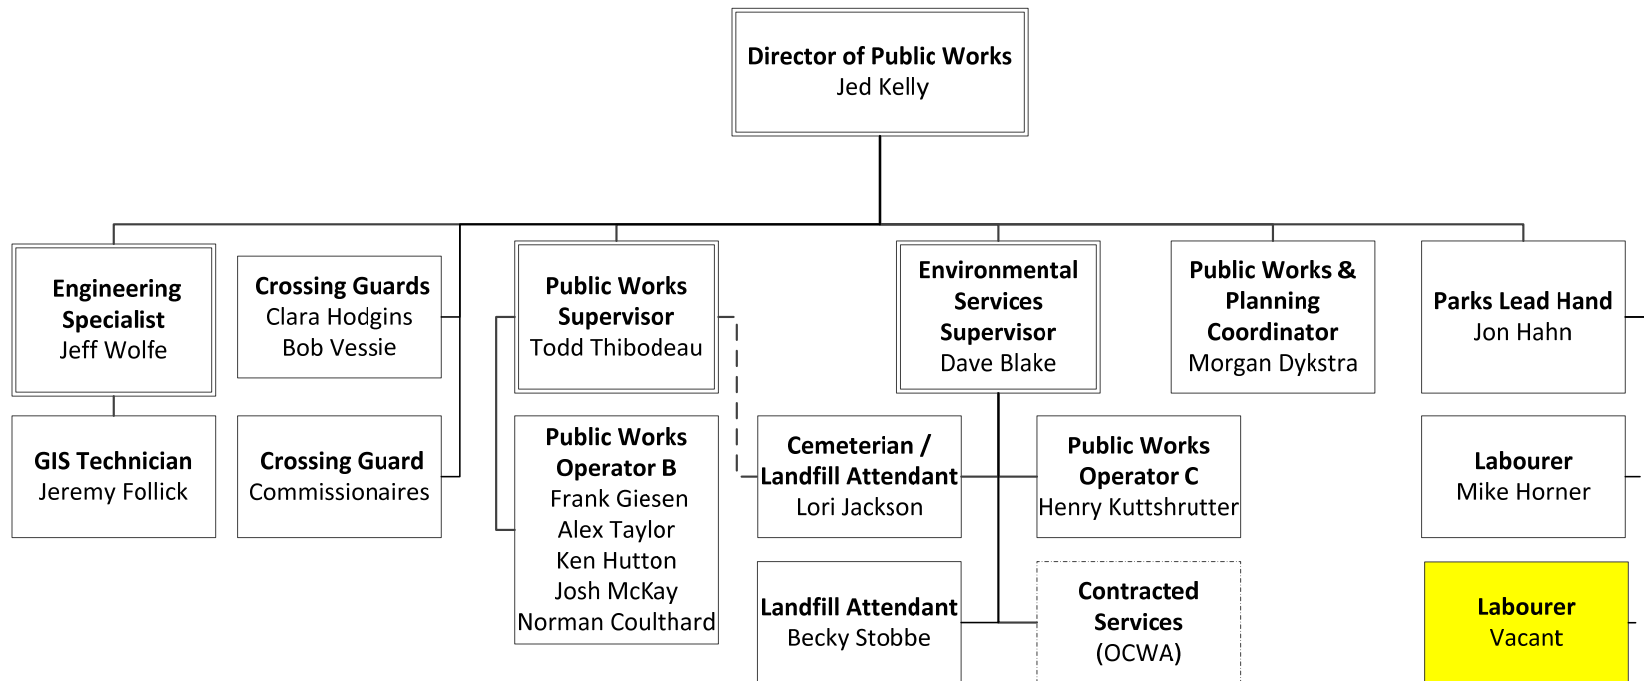 Director of Public Works
Jed Kelly
Engineering
Specialist
Jeff Wolfe
Crossing Guards
Clara Hodgins
Bob Vessie
Public Works
Supervisor
Todd Thibodeau
Environmental
Services
Supervisor
Dave Blake
Public Works &
Planning
Coordinator
Morgan Dykstra
Parks Lead Hand
Jon Hahn
GIS Technician
Jeremy Follick
Crossing Guard
Commissionaires
Public Works
Operator B
Frank Giesen
Alex Taylor
Ken Hutton
Josh McKay
Norman Coulthard
Cemeterian /
Landfill Attendant
Lori Jackson
Public Works
Operator C
Henry Kuttshrutter
Labourer
Mike Horner
Landfill Attendant
Becky Stobbe
Contracted
Services
(OCWA)
Labourer
Vacant